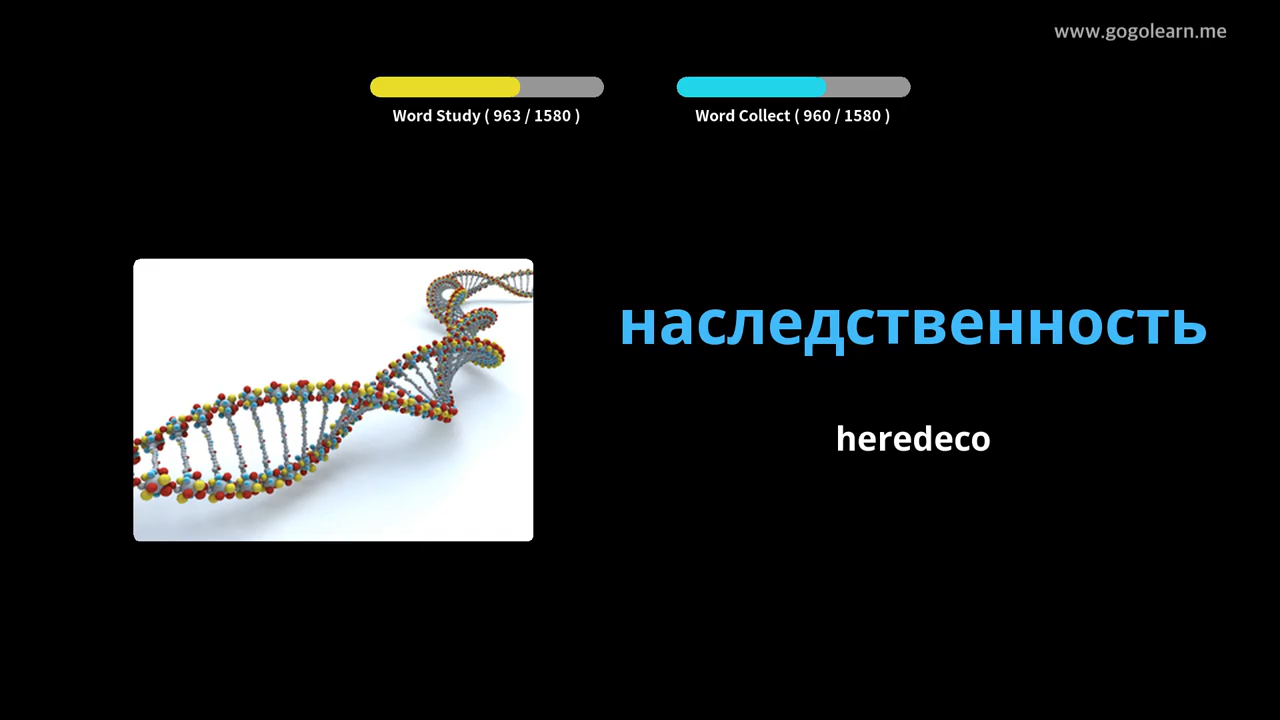 www.gogolearn.me
Word Study ( 963 / 1580 )
Word Collect ( 960 / 1580 )
наследственность
heredeco